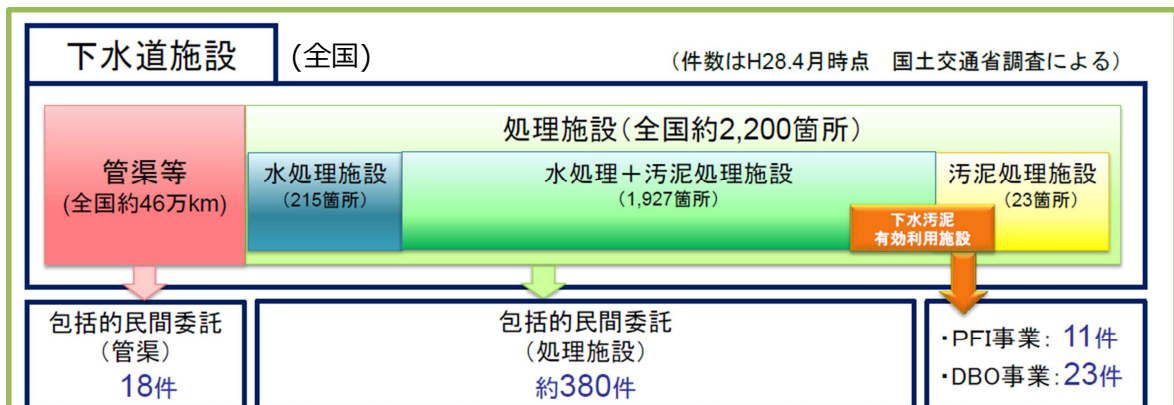 下水道施設
(全国)
(件数はH28.4月時点　国土交通省調査による)
管渠等
(全国約46万km)
処理施設(全国約2,200箇所)
水処理施設
(215箇所)
水処理＋汚泥処理施設
(1,927箇所)
汚泥処理施設
(23箇所)
下水汚泥
有効利用施設
包括的民間委託
(管渠)
18件
包括的民間委託
(処理施設)
約380件
・PFI事業： 11件
・DBO事業：23件